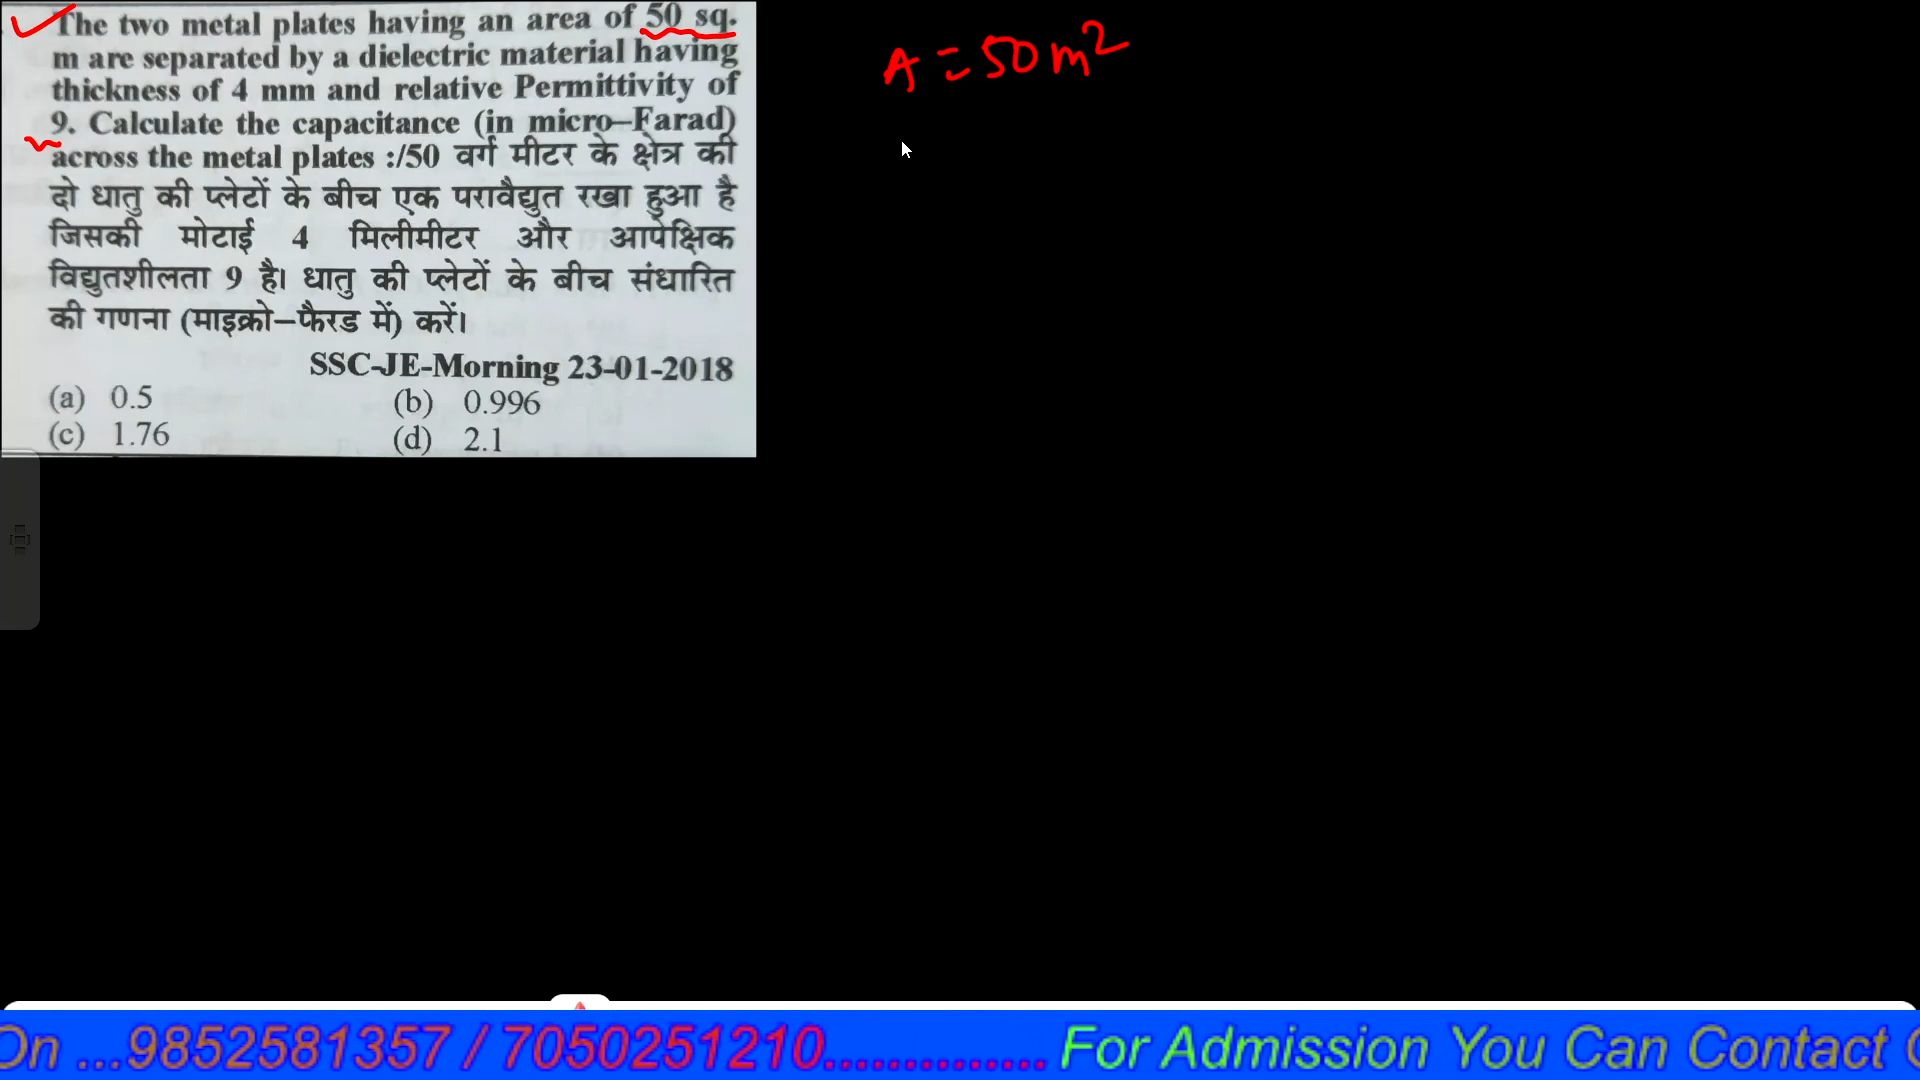 The two metal plates having an area of 50 sq.
m are separated by a dielectric material having
thickness of 4 mm and relative Permittivity of
9. Calculate the capacitance (in micro–Farad)
across the metal plates :/50 वर्ग मीटर के क्षेत्र की
दो धातु की प्लेटों के बीच एक परावैद्युत रखा हुआ है
जिसकी मोटाई 4 मिलीमीटर और आपेक्षिक
विद्युतशीलता 9 है। धातु की प्लेटों के बीच संधारित
की गणना (माइक्रो–फैरड में) करें।
SSC-JE-Morning 23-01-2018
(a) 0.5 (b) 0.996
(c) 1.76 (d) 2.1
A = 50 m²
On ...9852581357 / 7050251210.............. For Admission You Can Contact